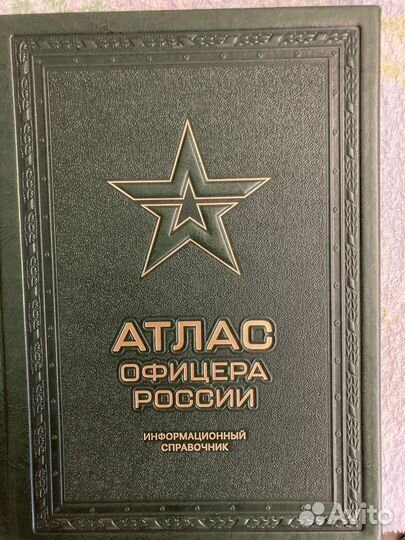 АТЛАС
ОФИЦЕРА
РОССИИ
ИНФОРМАЦИОННЫЙ
СПРАВОЧНИК
Avito